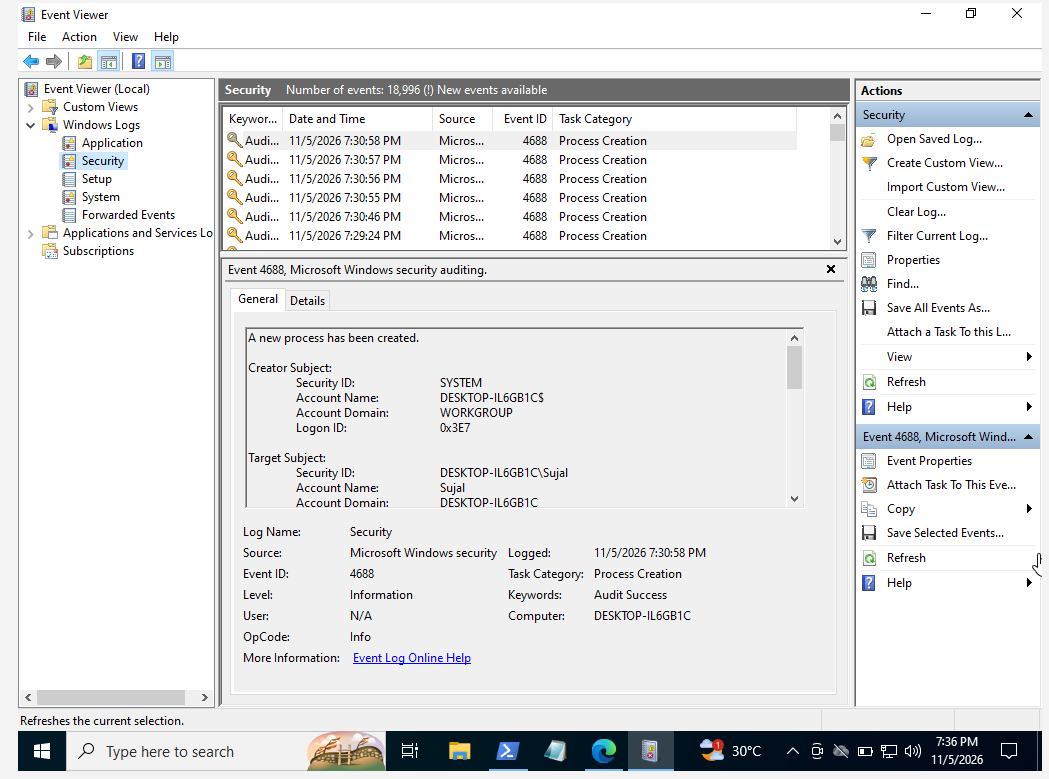 Event Viewer
File Action View Help
Event Viewer (Local)
Custom Views
Windows Logs
Application
Security
Setup
System
Forwarded Events
Applications and Services Lo
Subscriptions
Security Number of events: 18,996 (!) New events available
Keywor... Date and Time Source Event ID Task Category
Audi... 11/5/2026 7:30:58 PM Micros... 4688 Process Creation
Audi... 11/5/2026 7:30:57 PM Micros... 4688 Process Creation
Audi... 11/5/2026 7:30:56 PM Micros... 4688 Process Creation
Audi... 11/5/2026 7:30:55 PM Micros... 4688 Process Creation
Audi... 11/5/2026 7:30:46 PM Micros... 4688 Process Creation
Audi... 11/5/2026 7:29:24 PM Micros... 4688 Process Creation
Event 4688, Microsoft Windows security auditing.
General Details
A new process has been created.
Creator Subject:
Security ID: SYSTEM
Account Name: DESKTOP-IL6GB1C$
Account Domain: WORKGROUP
Logon ID: 0x3E7
Target Subject:
Security ID: DESKTOP-IL6GB1C\Sujal
Account Name: Sujal
Account Domain: DESKTOP-IL6GB1C
Log Name: Security
Source: Microsoft Windows security Logged: 11/5/2026 7:30:58 PM
Event ID: 4688 Task Category: Process Creation
Level: Information Keywords: Audit Success
User: N/A Computer: DESKTOP-IL6GB1C
OpCode: Info
More Information: Event Log Online Help
Actions
Security
Open Saved Log...
Create Custom View...
Import Custom View...
Clear Log...
Filter Current Log...
Properties
Find...
Save All Events As...
Attach a Task To this L...
View
Refresh
Help
Event 4688, Microsoft Wind...
Event Properties
Attach Task To This Eve...
Copy
Save Selected Events...
Refresh
Help
Refreshes the current selection.
Type here to search
1
30°C
7:36 PM
11/5/2026